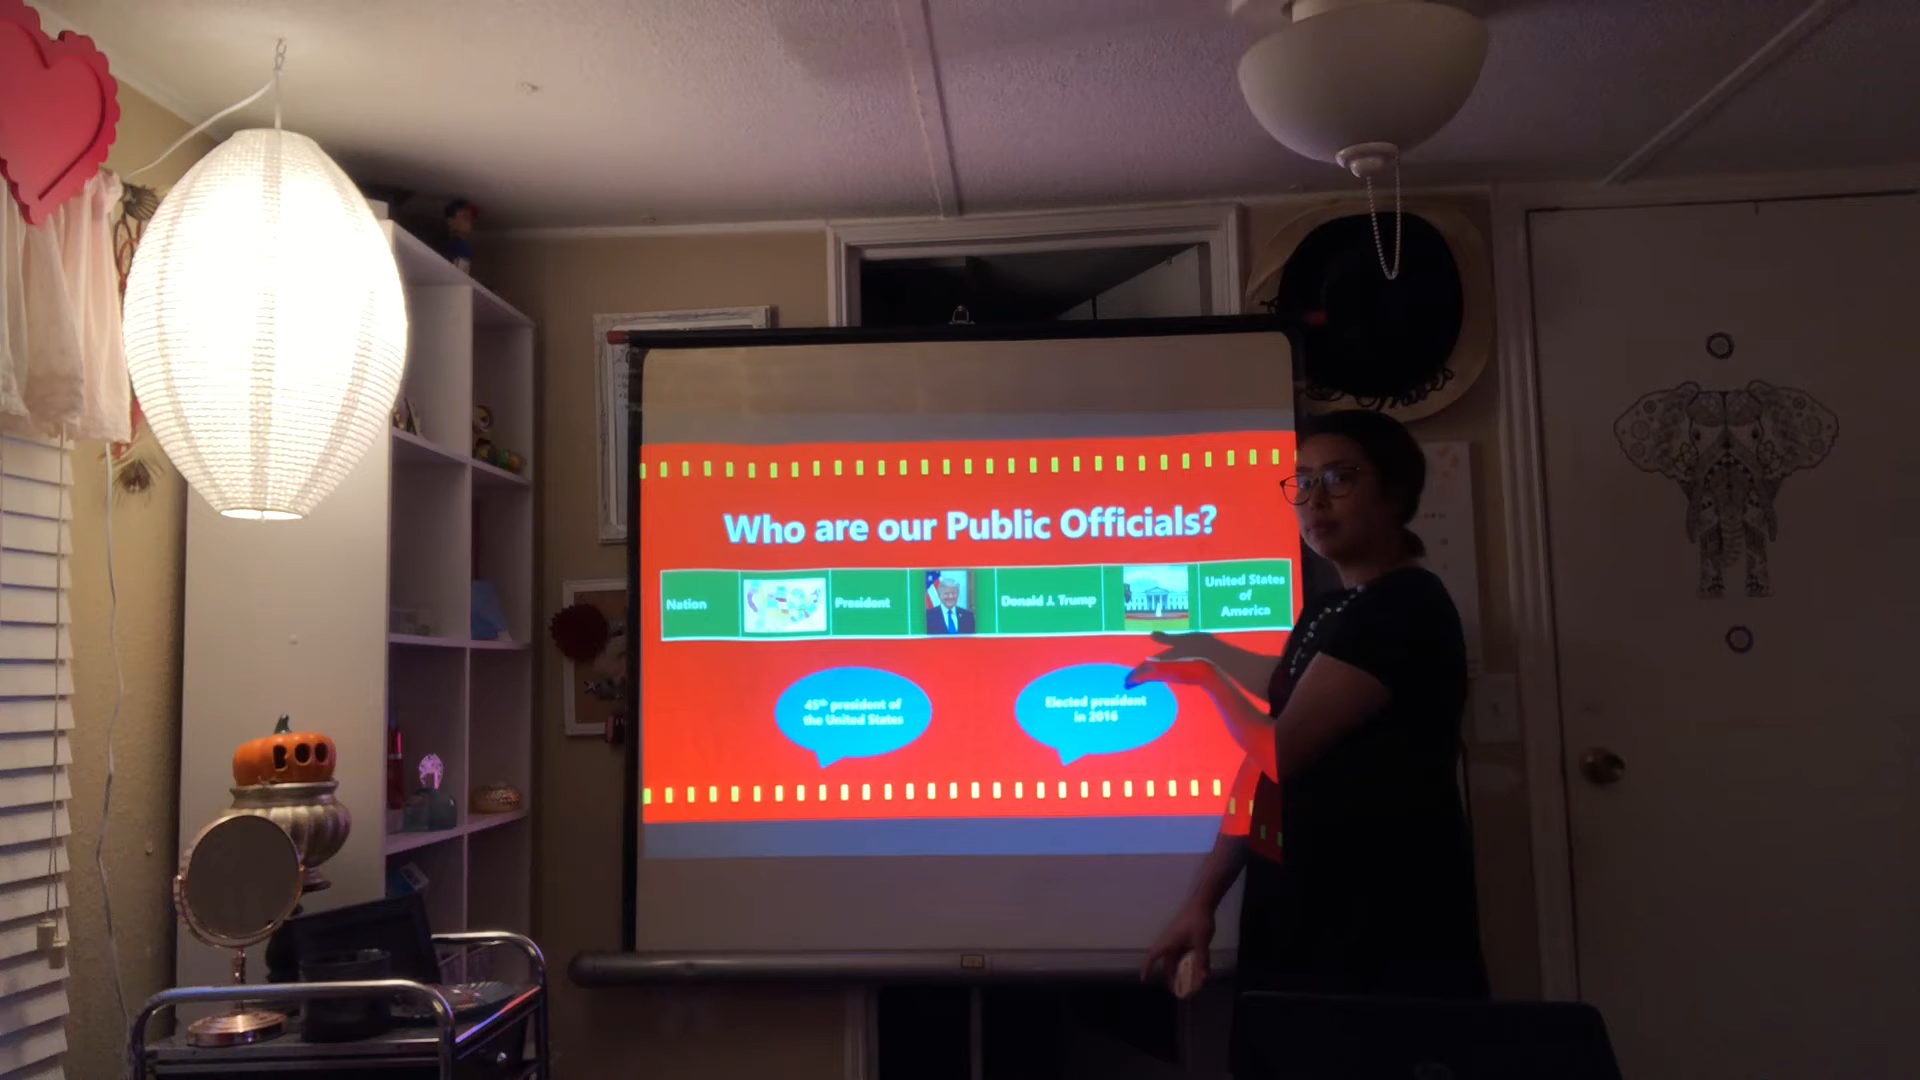 Who are our Public Officials?
Nation
President
Donald J. Trump
United States
of
America
45th president of
the United States
Elected president
in 2016
BOO